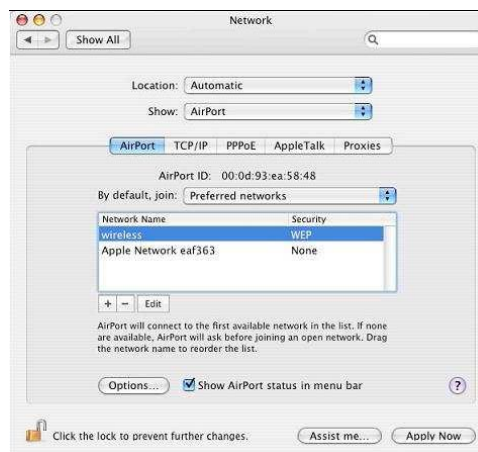 Network
Show All
Location: Automatic
Show: AirPort
AirPort TCP/IP PPPoE AppleTalk Proxies
AirPort ID: 00:0d:93:ea:58:48
By default, join: Preferred networks
Network Name Security
wireless WEP
Apple Network eaf363 None
+ − Edit
AirPort will connect to the first available network in the list. If none
are available, AirPort will ask before joining an open network. Drag
the network name to reorder the list.
Options... Show AirPort status in menu bar ?
Click the lock to prevent further changes. Assist me... Apply Now